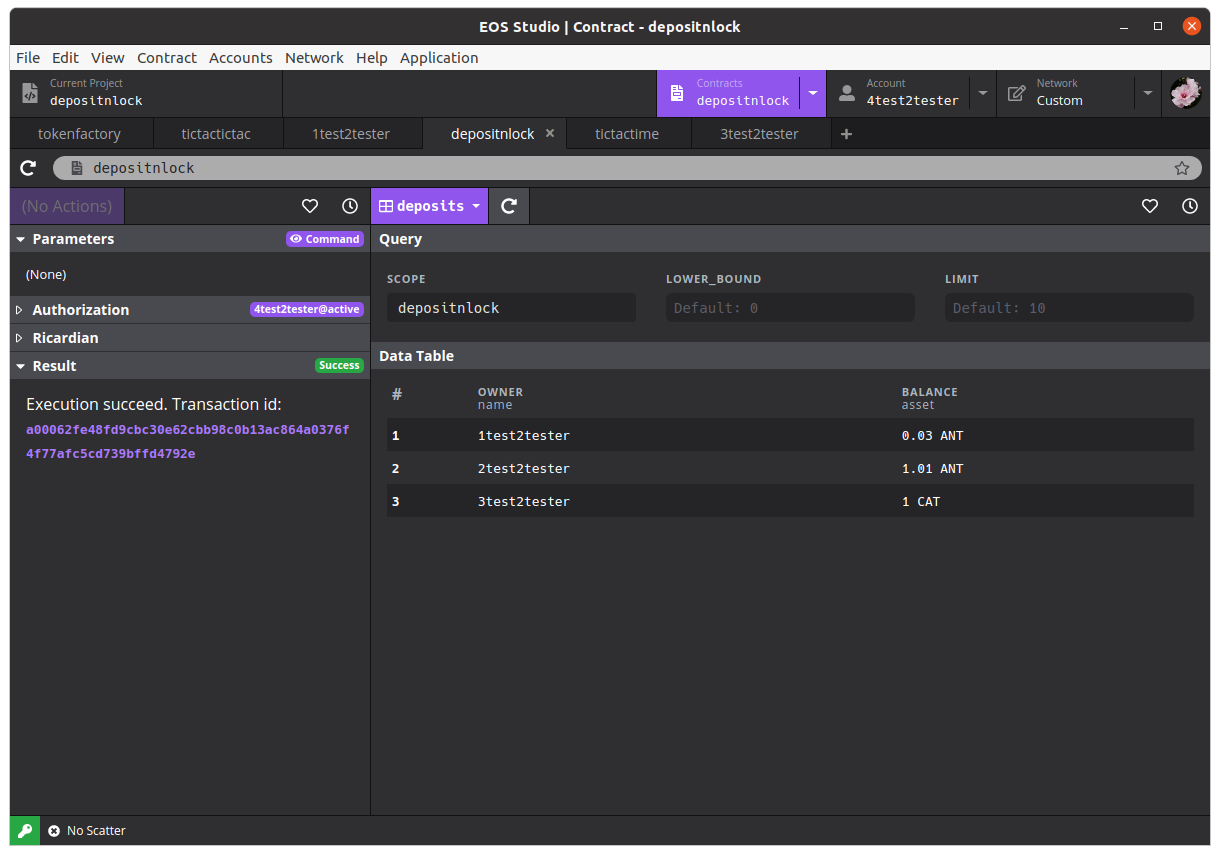 EOS Studio | Contract - depositnlock
File Edit View Contract Accounts Network Help Application
Current Project
depositnlock
Contracts
depositnlock
Account
4test2tester
Network
Custom
tokenfactory
tictactictac
1test2tester
depositnlock
tictactime
3test2tester
depositnlock
(No Actions)
deposits
Parameters
Command
(None)
Authorization
4test2tester@active
Ricardian
Result
Success
Execution succeed. Transaction id:
a00062fe48fd9cbc30e62cbb98c0b13ac864a0376f
4f77afc5cd739bffd4792e
Query
SCOPE
LOWER_BOUND
LIMIT
depositnlock
Default: 0
Default: 10
Data Table
# OWNER BALANCE
name asset
1 1test2tester 0.03 ANT
2 2test2tester 1.01 ANT
3 3test2tester 1 CAT
No Scatter